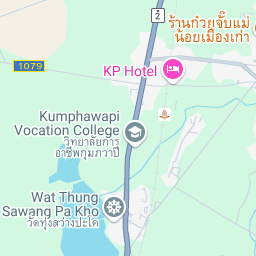 2
ร้านก๋วยจั๊บแม่
น้อยเมืองเก่า
1079
KP Hotel
Kumphawapi
Vocation College
วิทยาลัยการ
อาชีพกุมภวาปี
Wat Thung
Sawang Pa Kho
วัดทุ่งสว่างปะโค